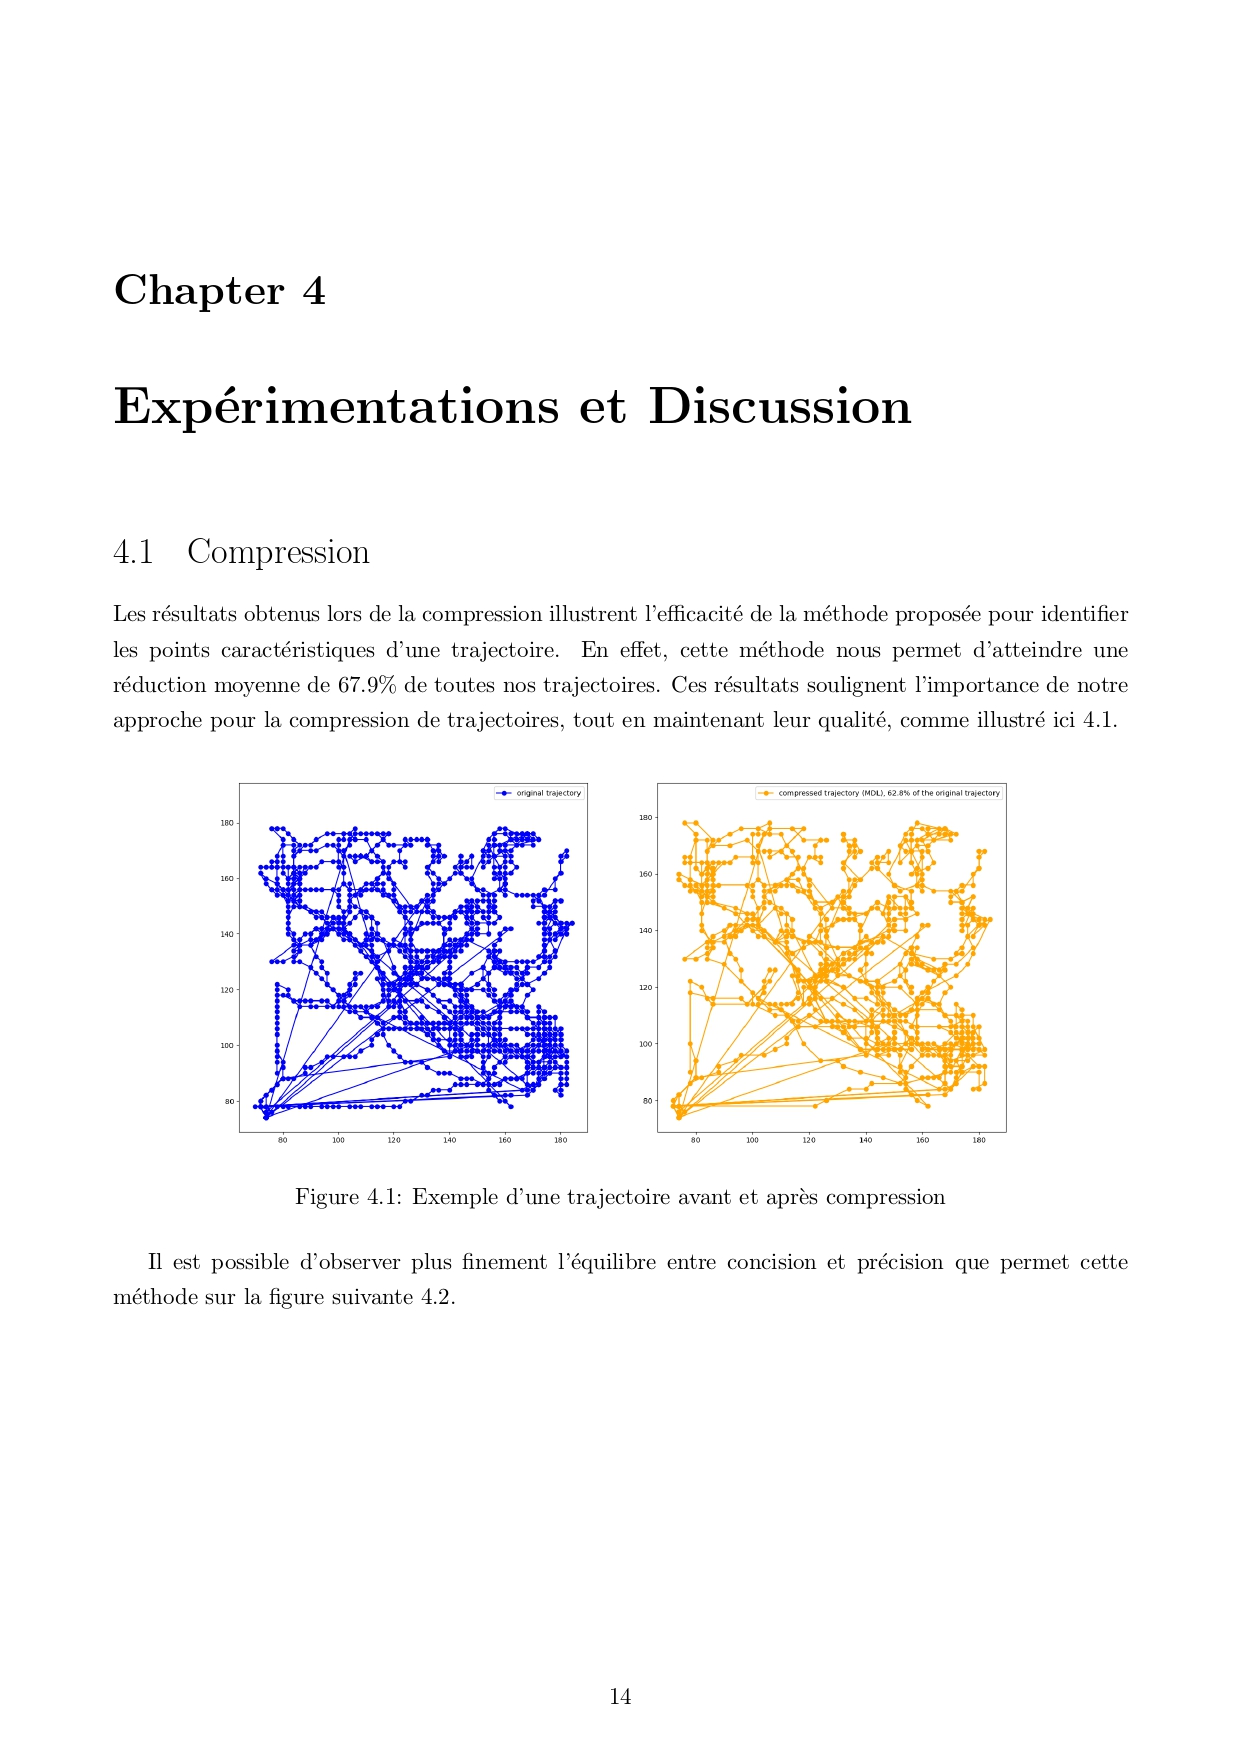 Chapter 4
Expérimentations et Discussion
4.1 Compression
Les résultats obtenus lors de la compression illustrent l'efficacité de la méthode proposée pour identifier
les points caractéristiques d'une trajectoire. En effet, cette méthode nous permet d'atteindre une
réduction moyenne de 67.9% de toutes nos trajectoires. Ces résultats soulignent l'importance de notre
approche pour la compression de trajectoires, tout en maintenant leur qualité, comme illustré ici 4.1.
original trajectory
180
160
140
120
100
80
80 100 120 140 160 180
compressed trajectory (MDL), 62.8% of the original trajectory
180
160
140
120
100
80
80 100 120 140 160 180
Figure 4.1: Exemple d'une trajectoire avant et après compression
Il est possible d'observer plus finement l'équilibre entre concision et précision que permet cette
méthode sur la figure suivante 4.2.
14